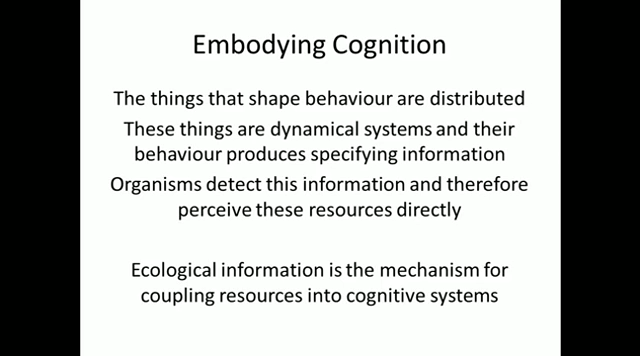 Embodying Cognition
The things that shape behaviour are distributed
These things are dynamical systems and their
behaviour produces specifying information
Organisms detect this information and therefore
perceive these resources directly
Ecological information is the mechanism for
coupling resources into cognitive systems